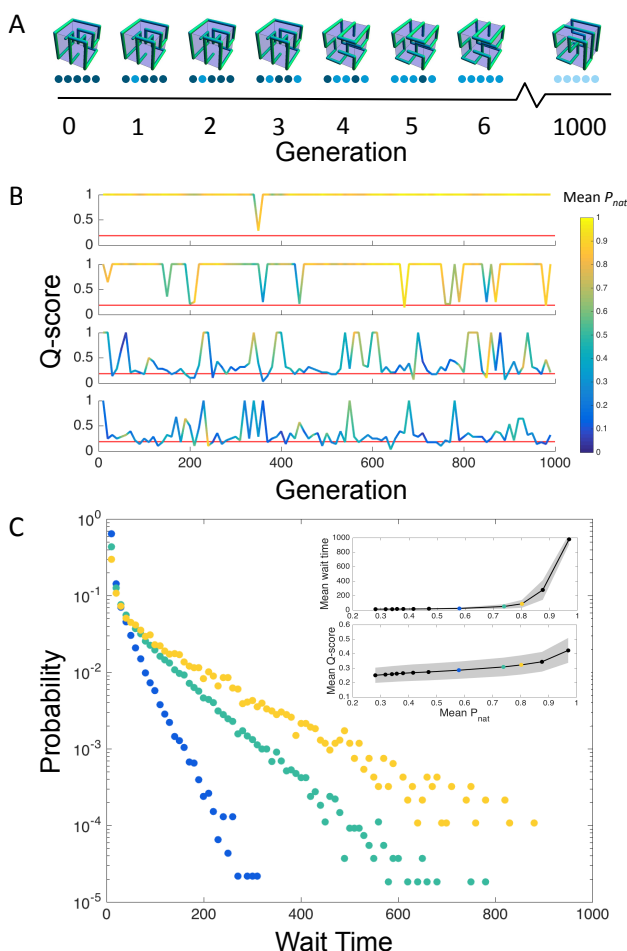 A
0 1 2 3 4 5 6 1000
Generation
B
Mean P_nat
1
0.5
0
1
0.5
0
1
0.5
0
1
0.5
0
Q-score
0 200 400 600 800 1000
Generation
1
0.9
0.8
0.7
0.6
0.5
0.4
0.3
0.2
0.1
0
C
10^0
10^-1
10^-2
10^-3
10^-4
10^-5
Probability
0 200 400 600 800 1000
Wait Time
Mean wait time
1000
800
600
400
200
0
0.2 0.3 0.4 0.5 0.6 0.7 0.8 0.9 1
Mean Q-score
0.6
0.5
0.4
0.3
0.2
0.1
0.2 0.3 0.4 0.5 0.6 0.7 0.8 0.9 1
Mean P_nat